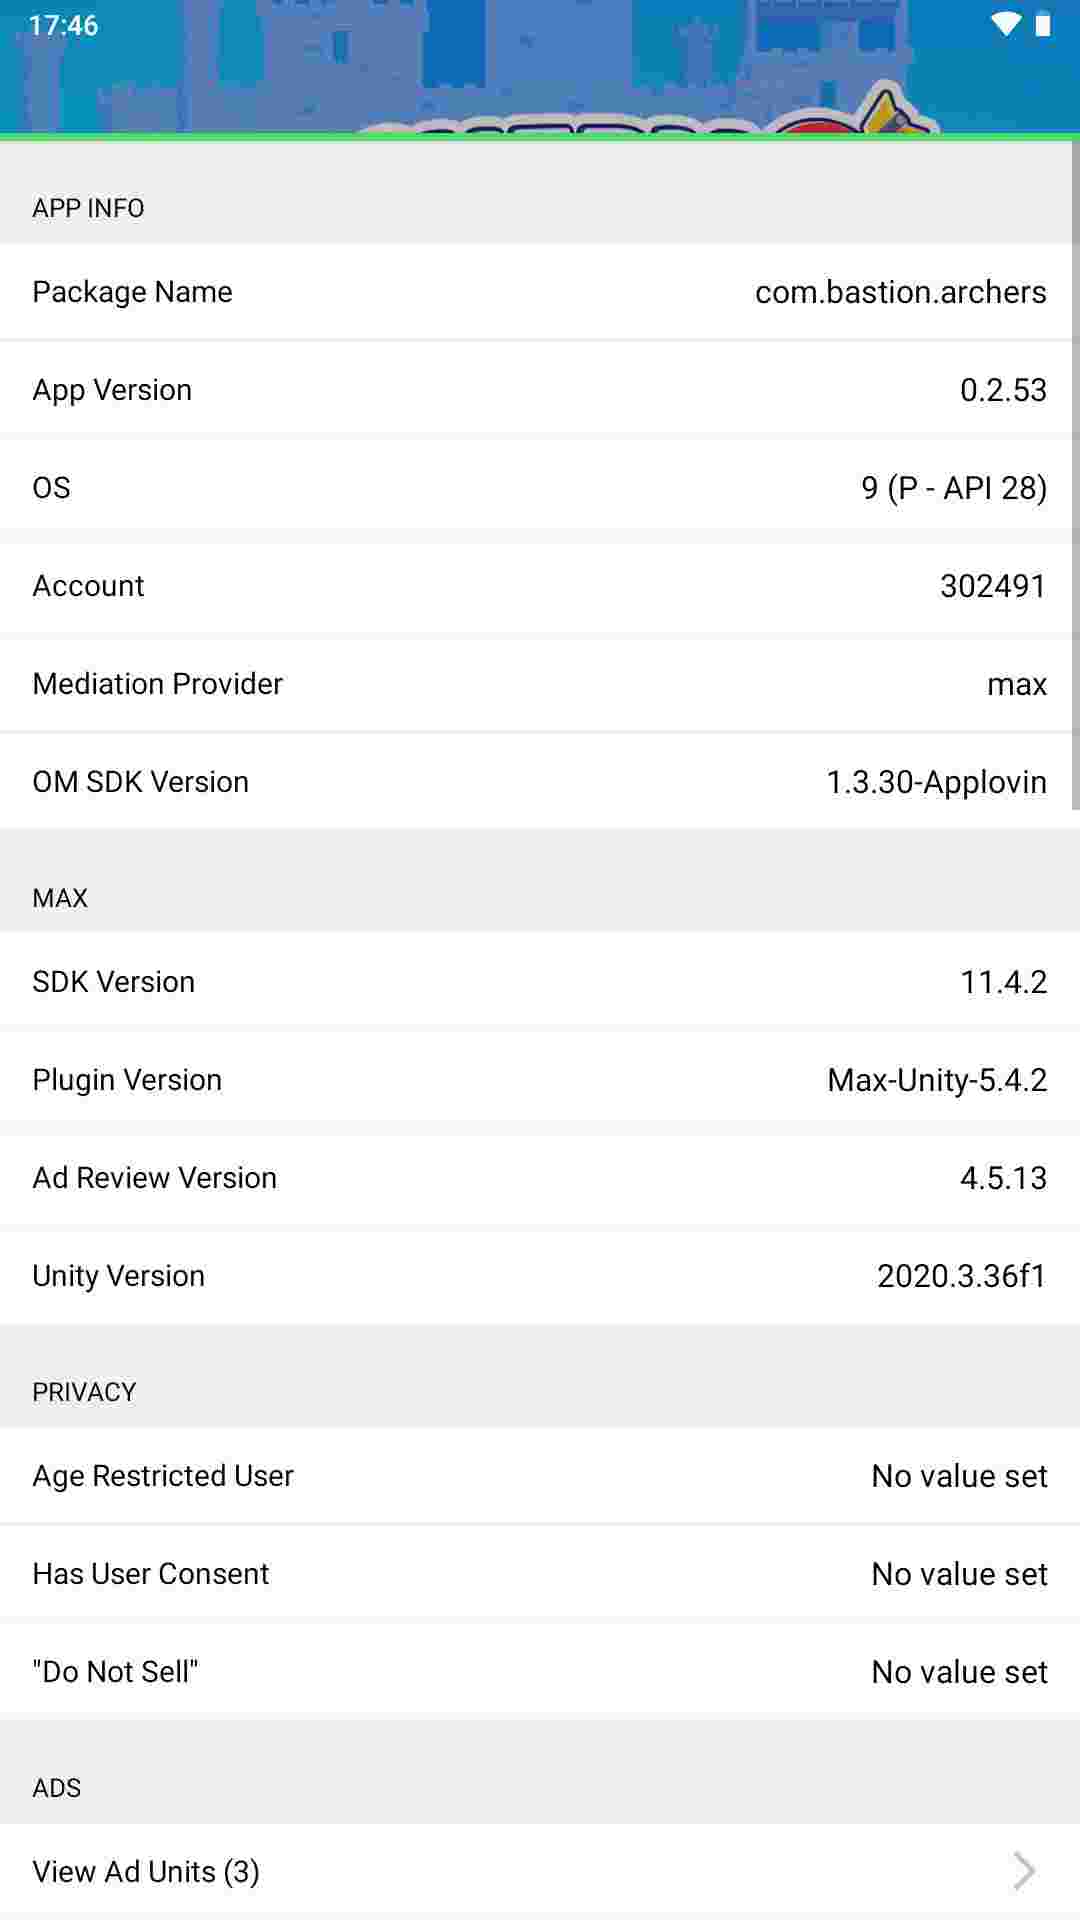 17:46
APP INFO
Package Name com.bastion.archers
App Version 0.2.53
OS 9 (P - API 28)
Account 302491
Mediation Provider max
OM SDK Version 1.3.30-Applovin
MAX
SDK Version 11.4.2
Plugin Version Max-Unity-5.4.2
Ad Review Version 4.5.13
Unity Version 2020.3.36f1
PRIVACY
Age Restricted User No value set
Has User Consent No value set
"Do Not Sell" No value set
ADS
View Ad Units (3)